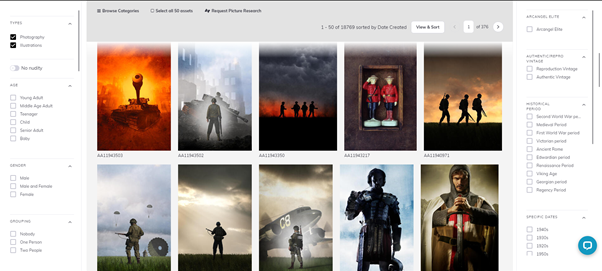 Browse Categories
Select all 50 assets
Request Picture Research
1 - 50 of 18769 sorted by Date Created
View & Sort
1
of 376
TYPES
Photography
Illustrations
No nudity
AGE
Young Adult
Middle Age Adult
Teenager
Child
Senior Adult
Baby
GENDER
Male
Male and Female
Female
GROUPING
Nobody
One Person
Two People
AA11943503
AA11943502
AA11943350
AA11943217
AA11940971
C8
ARCANGEL ELITE
Arcangel Elite
AUTHENTIC/REPRO
VINTAGE
Reproduction Vintage
Authentic Vintage
HISTORICAL
PERIOD
Second World War pe...
Medieval Period
First World War period
Victorian period
Ancient Rome
Edwardian period
Renaissance Period
Viking Age
Georgian period
Regency Period
SPECIFIC DATES
1940s
1930s
1920s
1950s